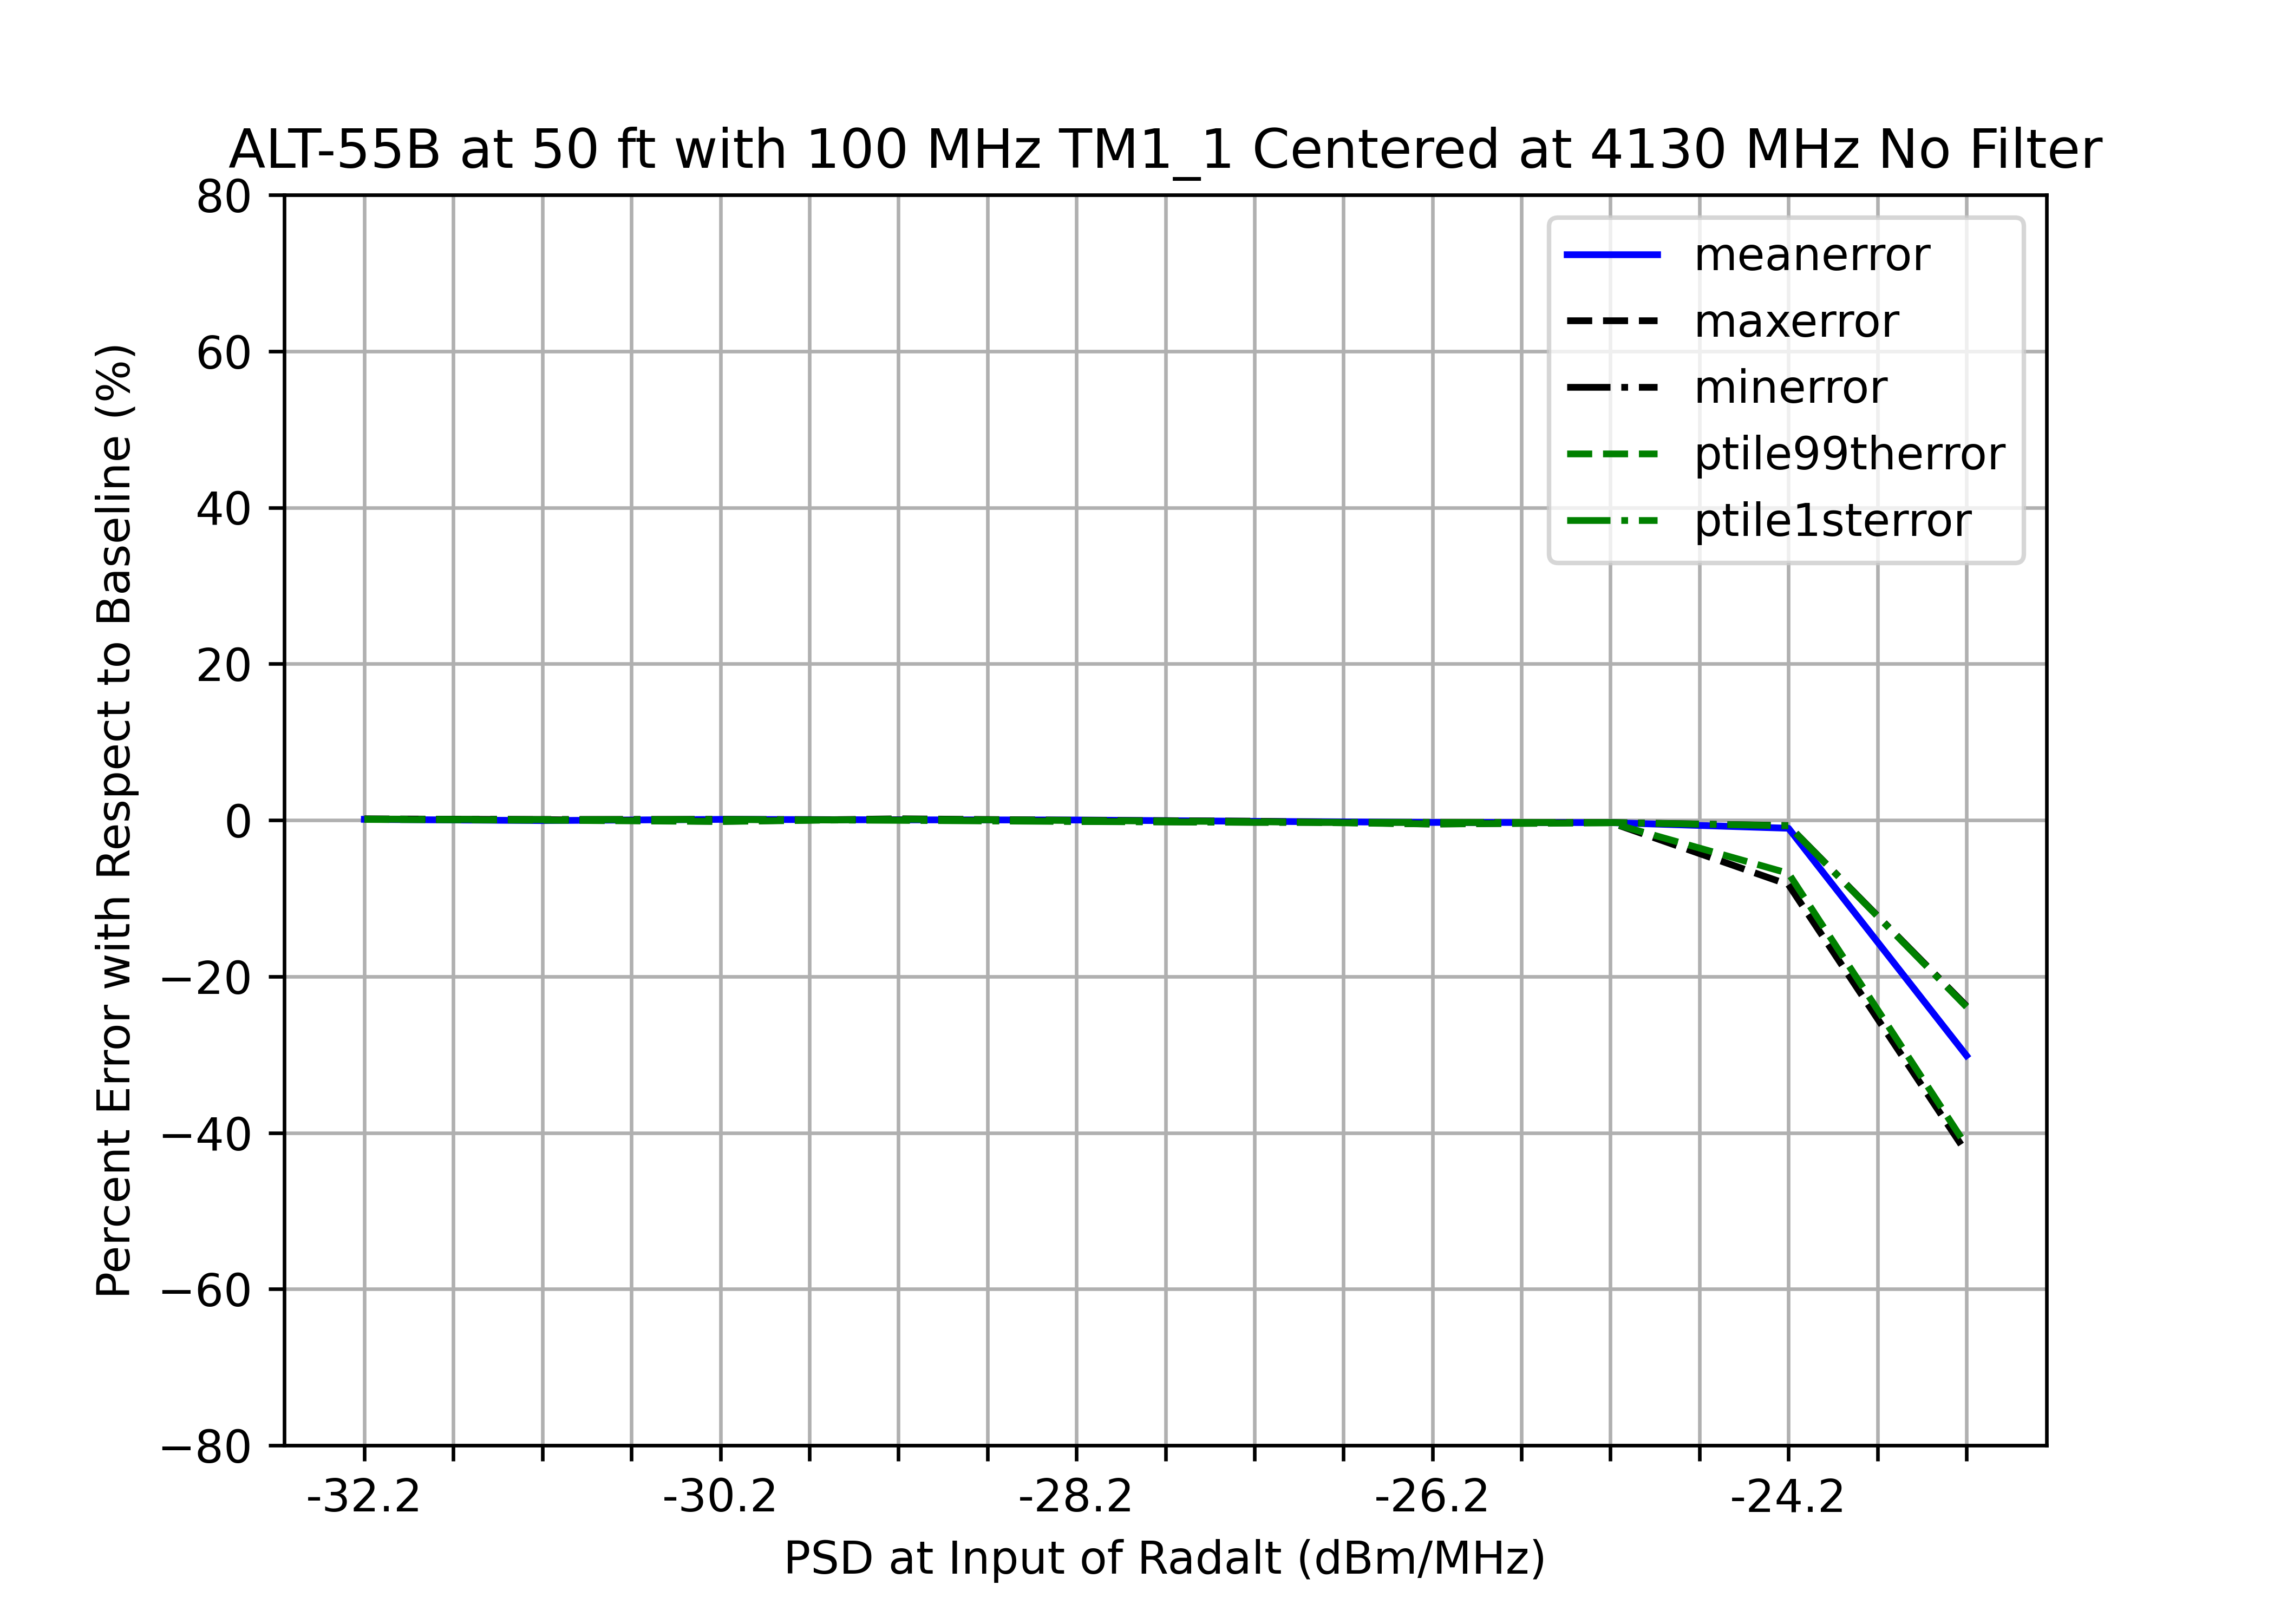 ALT-55B at 50 ft with 100 MHz TM1_1 Centered at 4130 MHz No Filter
80
60
40
20
0
−20
−40
−60
−80
Percent Error with Respect to Baseline (%)
meanerror
maxerror
minerror
ptile99therror
ptile1sterror
-32.2
-30.2
-28.2
-26.2
-24.2
PSD at Input of Radalt (dBm/MHz)